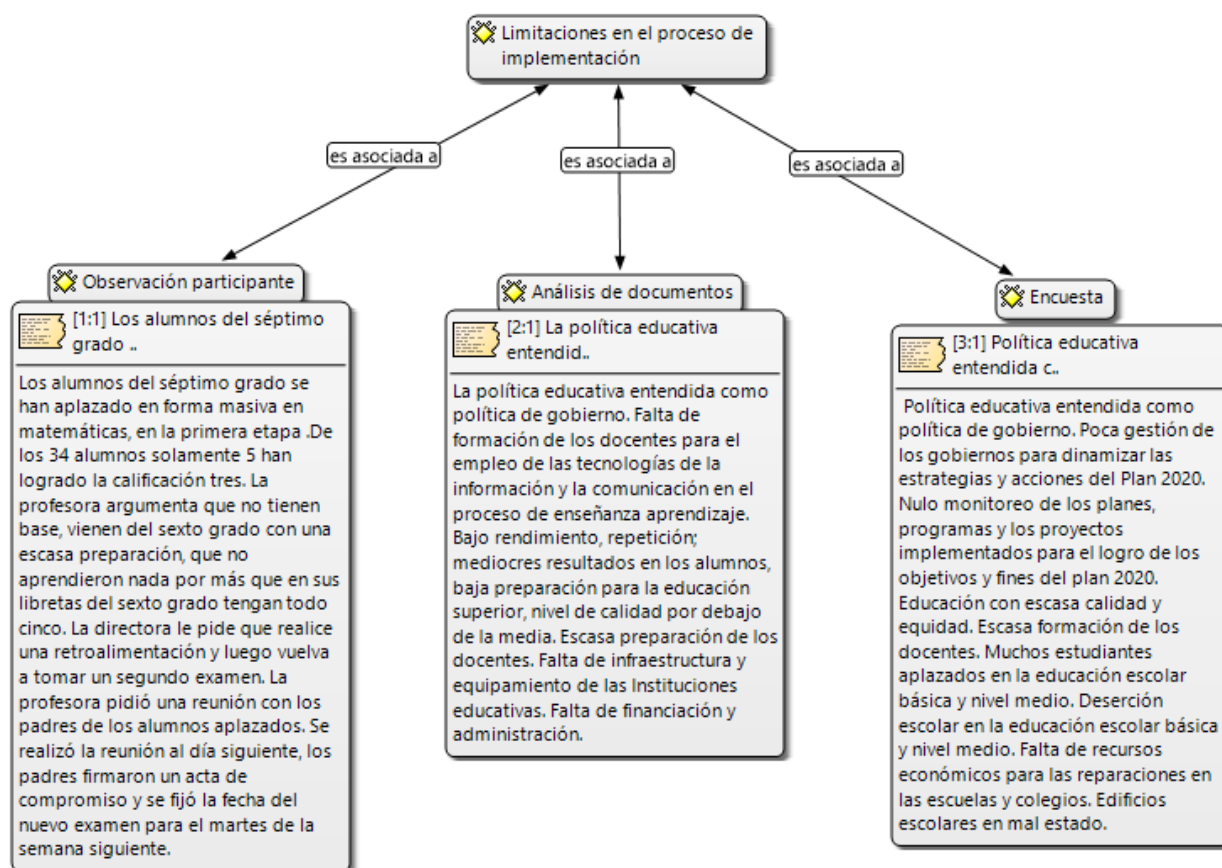 Limitaciones en el proceso de
implementación
es asociada a
es asociada a
es asociada a
Observación participante
[1:1] Los alumnos del séptimo
grado ..
Los alumnos del séptimo grado se
han aplazado en forma masiva en
matemáticas, en la primera etapa .De
los 34 alumnos solamente 5 han
logrado la calificación tres. La
profesora argumenta que no tienen
base, vienen del sexto grado con una
escasa preparación, que no
aprendieron nada por más que en sus
libretas del sexto grado tengan todo
cinco. La directora le pide que realice
una retroalimentación y luego vuelva
a tomar un segundo examen. La
profesora pidió una reunión con los
padres de los alumnos aplazados. Se
realizó la reunión al día siguiente, los
padres firmaron un acta de
compromiso y se fijó la fecha del
nuevo examen para el martes de la
semana siguiente.
Análisis de documentos
[2:1] La política educativa
entendid..
La política educativa entendida como
política de gobierno. Falta de
formación de los docentes para el
empleo de las tecnologías de la
información y la comunicación en el
proceso de enseñanza aprendizaje.
Bajo rendimiento, repetición;
mediocres resultados en los alumnos,
baja preparación para la educación
superior, nivel de calidad por debajo
de la media. Escasa preparación de los
docentes. Falta de infraestructura y
equipamiento de las Instituciones
educativas. Falta de financiación y
administración.
Encuesta
[3:1] Política educativa
entendida c..
Política educativa entendida como
política de gobierno. Poca gestión de
los gobiernos para dinamizar las
estrategias y acciones del Plan 2020.
Nulo monitoreo de los planes,
programas y los proyectos
implementados para el logro de los
objetivos y fines del plan 2020.
Educación con escasa calidad y
equidad. Escasa formación de los
docentes. Muchos estudiantes
aplazados en la educación escolar
básica y nivel medio. Deserción
escolar en la educación escolar básica
y nivel medio. Falta de recursos
económicos para las reparaciones en
las escuelas y colegios. Edificios
escolares en mal estado.